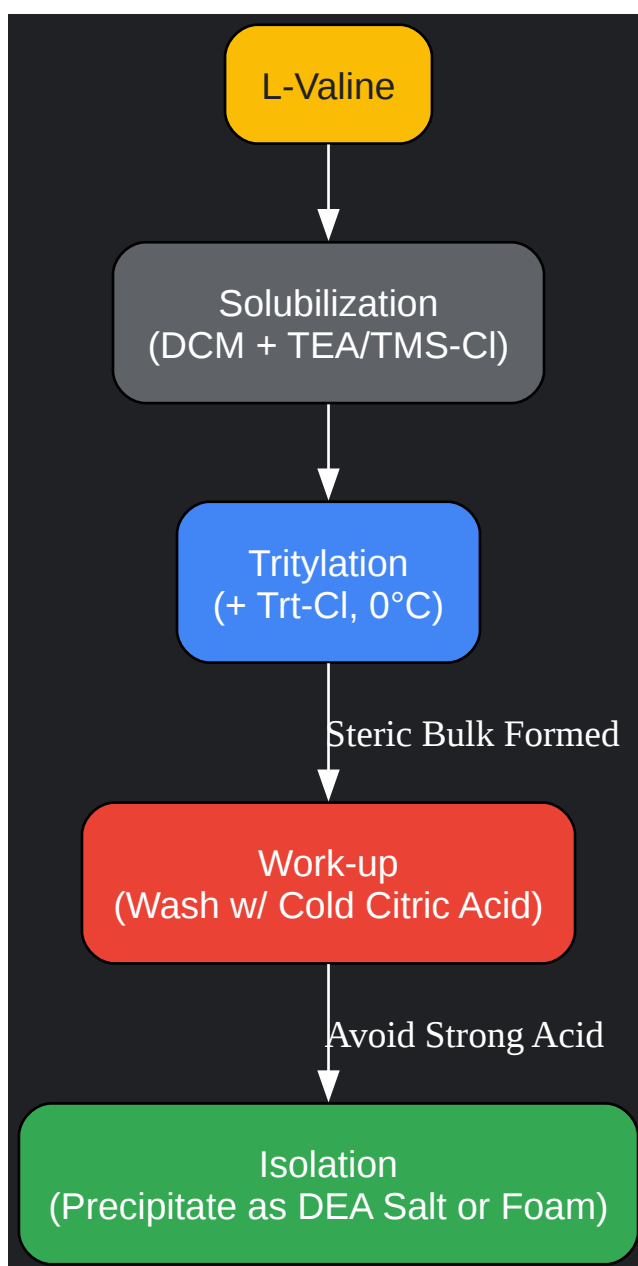 L-Valine
Solubilization
(DCM + TEA/TMS-Cl)
Tritylation
(+ Trt-Cl, 0°C)
Steric Bulk Formed
Work-up
(Wash w/ Cold Citric Acid)
Avoid Strong Acid
Isolation
(Precipitate as DEA Salt or Foam)